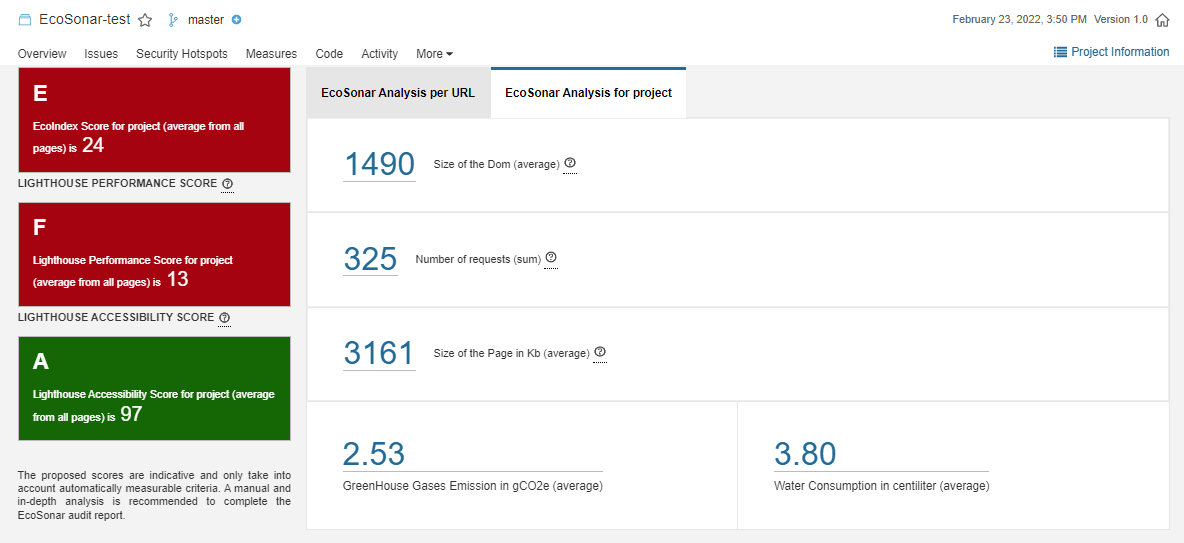 EcoSonar-test master
February 23, 2022, 3:50 PM Version 1.0
Overview Issues Security Hotspots Measures Code Activity More
Project Information
E
EcoIndex Score for project (average from all
pages) is 24
LIGHTHOUSE PERFORMANCE SCORE ?
F
Lighthouse Performance Score for project
(average from all pages) is 13
LIGHTHOUSE ACCESSIBILITY SCORE ?
A
Lighthouse Accessibility Score for project (average
from all pages) is 97
The proposed scores are indicative and only take into
account automatically measurable criteria. A manual and
in-depth analysis is recommended to complete the
EcoSonar audit report.
EcoSonar Analysis per URL
EcoSonar Analysis for project
1490 Size of the Dom (average) ?
325 Number of requests (sum) ?
3161 Size of the Page in Kb (average) ?
2.53
GreenHouse Gases Emission in gCO2e (average)
3.80
Water Consumption in centiliter (average)